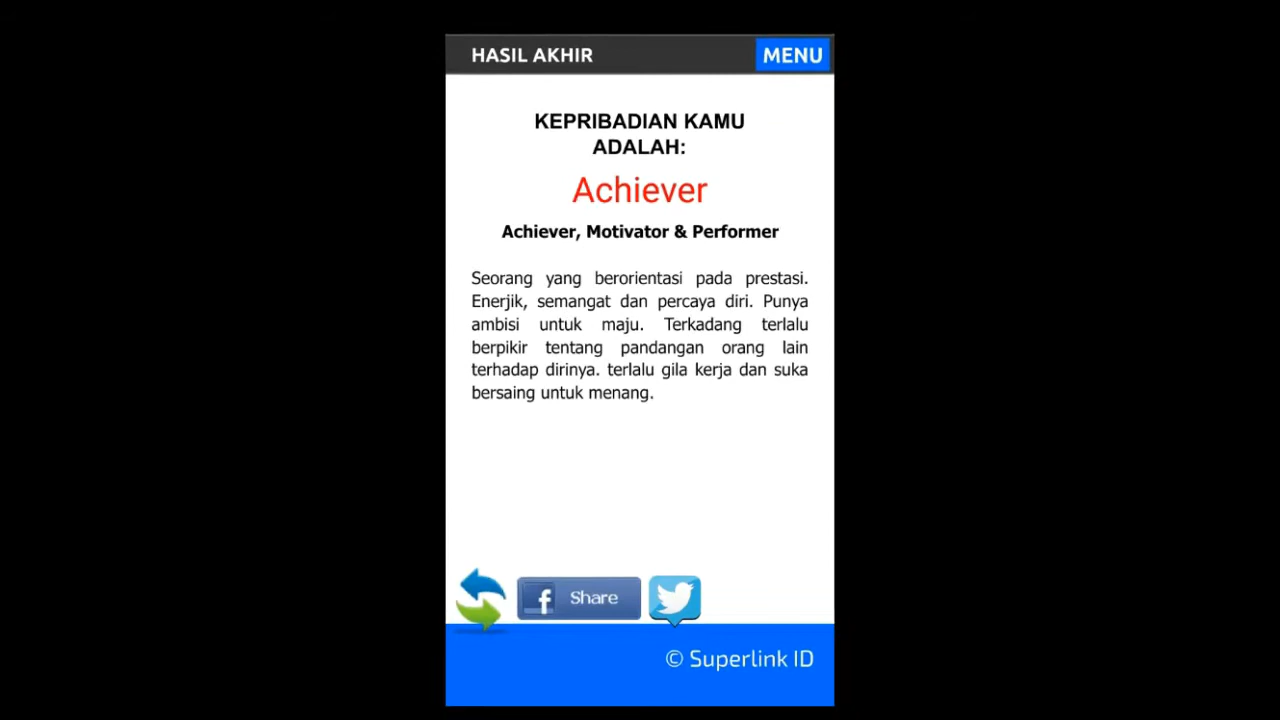 HASIL AKHIR
MENU
KEPRIBADIAN KAMU
ADALAH:
Achiever
Achiever, Motivator & Performer
Seorang yang berorientasi pada prestasi.
Enerjik, semangat dan percaya diri. Punya
ambisi untuk maju. Terkadang terlalu
berpikir tentang pandangan orang lain
terhadap dirinya. terlalu gila kerja dan suka
bersaing untuk menang.
f Share
© Superlink ID